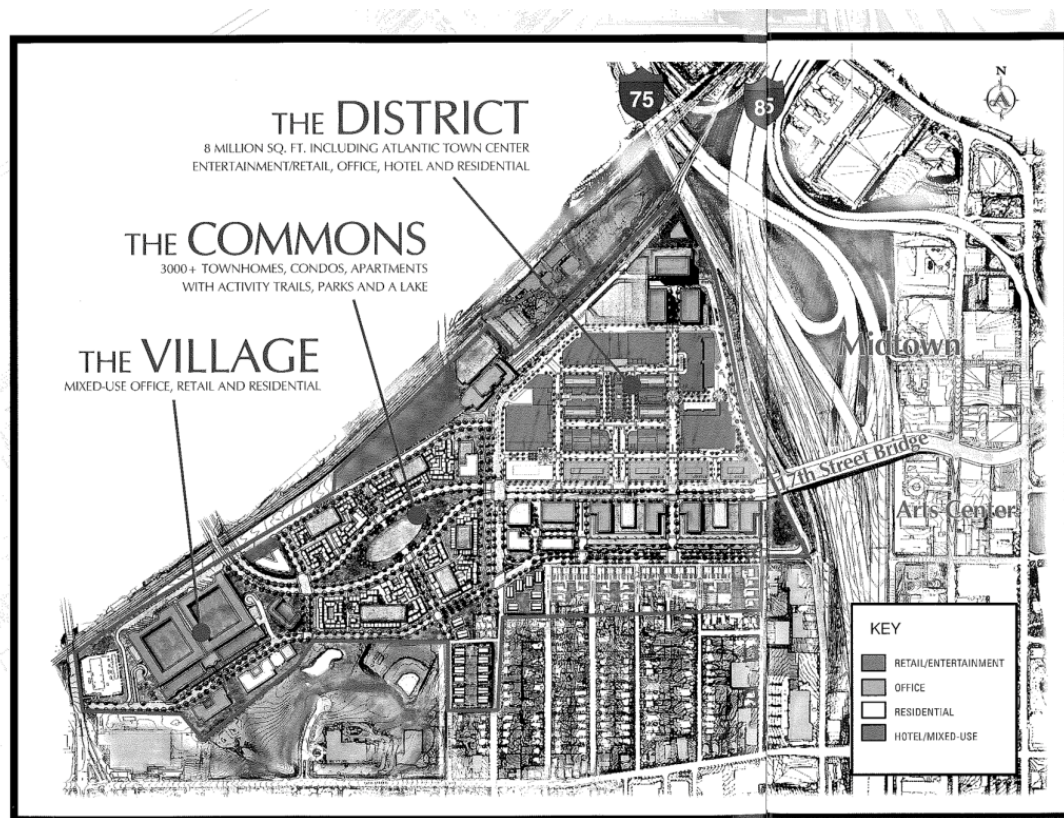 THE DISTRICT
8 MILLION SQ. FT. INCLUDING ATLANTIC TOWN CENTER
ENTERTAINMENT/RETAIL, OFFICE, HOTEL AND RESIDENTIAL
THE COMMONS
3000+ TOWNHOMES, CONDOS, APARTMENTS
WITH ACTIVITY TRAILS, PARKS AND A LAKE
THE VILLAGE
MIXED-USE OFFICE, RETAIL AND RESIDENTIAL
75
85
N
Midtown
17th Street Bridge
Arts Center
KEY
RETAIL/ENTERTAINMENT
OFFICE
RESIDENTIAL
HOTEL/MIXED-USE